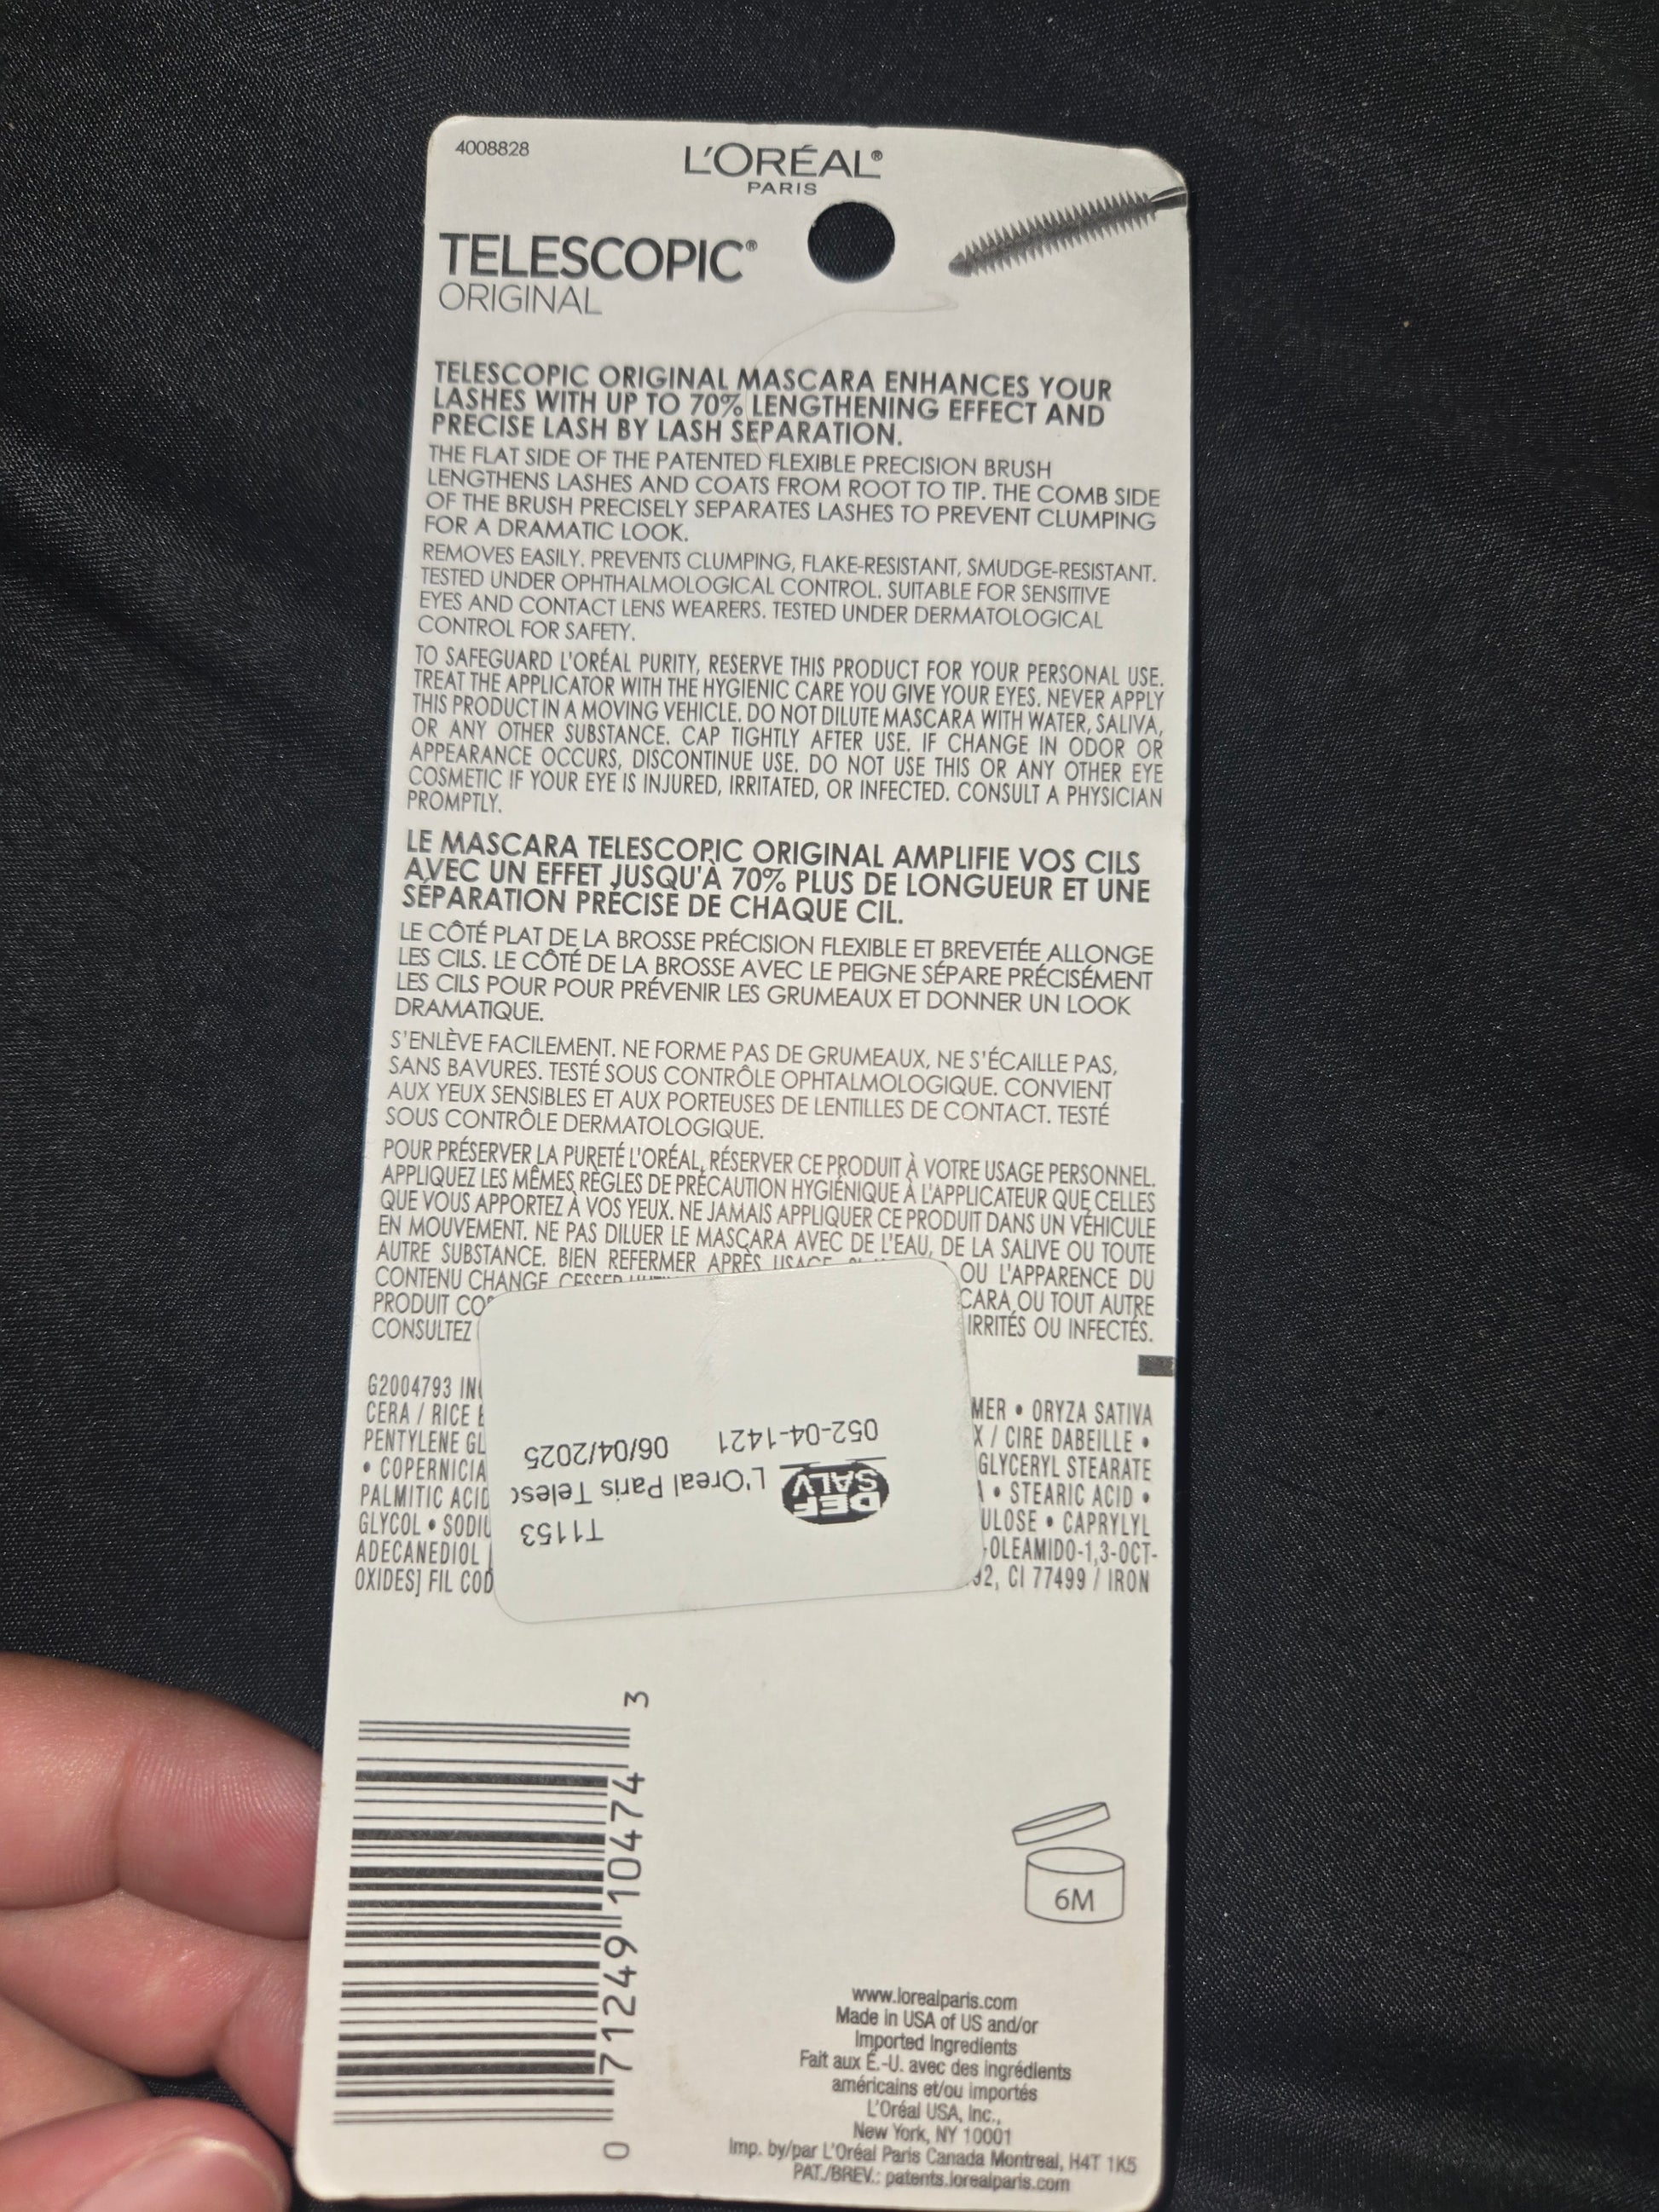 4008828
L'ORÉAL®
PARIS
TELESCOPIC®
ORIGINAL
TELESCOPIC ORIGINAL MASCARA ENHANCES YOUR
LASHES WITH UP TO 70% LENGTHENING EFFECT AND
PRECISE LASH BY LASH SEPARATION.
THE FLAT SIDE OF THE PATENTED FLEXIBLE PRECISION BRUSH
LENGTHENS LASHES AND COATS FROM ROOT TO TIP. THE COMB SIDE
OF THE BRUSH PRECISELY SEPARATES LASHES TO PREVENT CLUMPING
FOR A DRAMATIC LOOK.
REMOVES EASILY. PREVENTS CLUMPING, FLAKE-RESISTANT, SMUDGE-RESISTANT.
TESTED UNDER OPHTHALMOLOGICAL CONTROL. SUITABLE FOR SENSITIVE
EYES AND CONTACT LENS WEARERS. TESTED UNDER DERMATOLOGICAL
CONTROL FOR SAFETY.
TO SAFEGUARD L'ORÉAL PURITY, RESERVE THIS PRODUCT FOR YOUR PERSONAL USE.
TREAT THE APPLICATOR WITH THE HYGIENIC CARE YOU GIVE YOUR EYES. NEVER APPLY
THIS PRODUCT IN A MOVING VEHICLE. DO NOT DILUTE MASCARA WITH WATER, SALIVA,
OR ANY OTHER SUBSTANCE. CAP TIGHTLY AFTER USE. IF CHANGE IN ODOR OR
APPEARANCE OCCURS, DISCONTINUE USE. DO NOT USE THIS OR ANY OTHER EYE
COSMETIC IF YOUR EYE IS INJURED, IRRITATED, OR INFECTED. CONSULT A PHYSICIAN
PROMPTLY.
LE MASCARA TELESCOPIC ORIGINAL AMPLIFIE VOS CILS
AVEC UN EFFET JUSQU'À 70% PLUS DE LONGUEUR ET UNE
SÉPARATION PRÉCISE DE CHAQUE CIL.
LE CÔTÉ PLAT DE LA BROSSE PRÉCISION FLEXIBLE ET BREVETÉE ALLONGE
LES CILS. LE CÔTÉ DE LA BROSSE AVEC LE PEIGNE SÉPARE PRÉCISÉMENT
LES CILS POUR POUR PRÉVENIR LES GRUMEAUX ET DONNER UN LOOK
DRAMATIQUE.
S'ENLÈVE FACILEMENT. NE FORME PAS DE GRUMEAUX, NE S'ÉCAILLE PAS,
SANS BAVURES. TESTÉ SOUS CONTRÔLE OPHTALMOLOGIQUE. CONVIENT
AUX YEUX SENSIBLES ET AUX PORTEUSES DE LENTILLES DE CONTACT. TESTÉ
SOUS CONTRÔLE DERMATOLOGIQUE.
POUR PRÉSERVER LA PURETÉ L'ORÉAL, RÉSERVER CE PRODUIT À VOTRE USAGE PERSONNEL.
APPLIQUEZ LES MÊMES RÈGLES DE PRÉCAUTION HYGIÉNIQUE À L'APPLICATEUR QUE CELLES
QUE VOUS APPORTEZ À VOS YEUX. NE JAMAIS APPLIQUER CE PRODUIT DANS UN VÉHICULE
EN MOUVEMENT. NE PAS DILUER LE MASCARA AVEC DE L'EAU, DE LA SALIVE OU TOUTE
AUTRE SUBSTANCE. BIEN REFERMER APRÈS USAGE
CONTENU CHANGE, CESSER OU L'APPARENCE DU
PRODUIT OU TOUT AUTRE
CONSULTEZ IRRITÉS OU INFECTÉS.
G2004793
CERA / RICE • ORYZA SATIVA
PENTYLENE / CIRE DABEILLE •
• GLYCERYL STEARATE
PALMITIC ACID • STEARIC ACID •
GLYCOL • • CAPRYLYL
ADECANEDIOL -OLEAMIDO-1,3-OCT-
OXIDES] FIL CI 77499 / IRON
T1153
DEF
SALV
L'Oreal Paris
052-04-1421 06/04/2025
0 71249 10474 3
6M
www.lorealparis.com
Made in USA of US and/or
Imported Ingredients
Fait aux É.-U. avec des ingrédients
américains et/ou importés
L'Oréal USA, Inc.,
New York, NY 10001
Imp. by/par L'Oréal Paris Canada Montreal, H4T 1K5
PAT./BREV.: patents.lorealparis.com